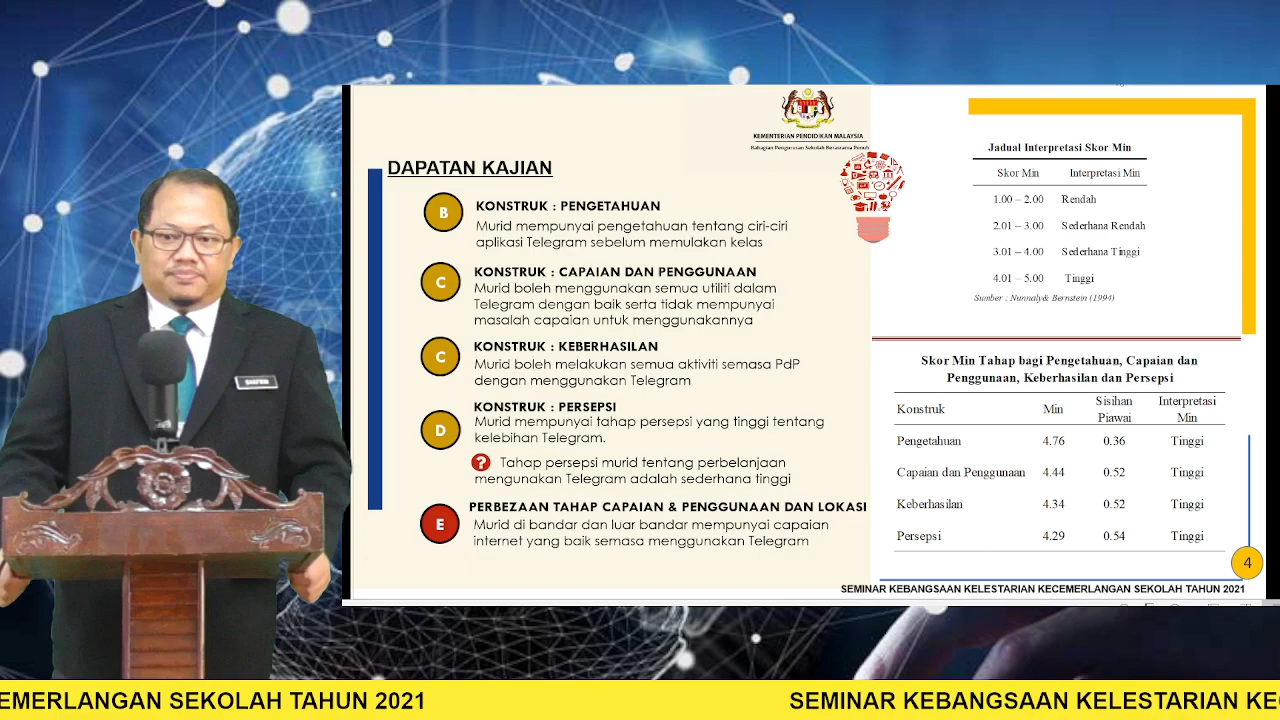 KEMENTERIAN PENDIDIKAN MALAYSIA
Bahagian Pengurusan Sekolah Berasrama Penuh
DAPATAN KAJIAN
B
KONSTRUK : PENGETAHUAN
Murid mempunyai pengetahuan tentang ciri-ciri
aplikasi Telegram sebelum memulakan kelas
C
KONSTRUK : CAPAIAN DAN PENGGUNAAN
Murid boleh menggunakan semua utiliti dalam
Telegram dengan baik serta tidak mempunyai
masalah capaian untuk menggunakannya
C
KONSTRUK : KEBERHASILAN
Murid boleh melakukan semua aktiviti semasa PdP
dengan menggunakan Telegram
D
KONSTRUK : PERSEPSI
Murid mempunyai tahap persepsi yang tinggi tentang
kelebihan Telegram.
? Tahap persepsi murid tentang perbelanjaan
mengunakan Telegram adalah sederhana tinggi
E
PERBEZAAN TAHAP CAPAIAN & PENGGUNAAN DAN LOKASI
Murid di bandar dan luar bandar mempunyai capaian
internet yang baik semasa menggunakan Telegram
Jadual Interpretasi Skor Min
Skor Min Interpretasi Min
1.00 – 2.00 Rendah
2.01 – 3.00 Sederhana Rendah
3.01 – 4.00 Sederhana Tinggi
4.01 – 5.00 Tinggi
Sumber : Nunnaly& Bernstein (1994)
Skor Min Tahap bagi Pengetahuan, Capaian dan
Penggunaan, Keberhasilan dan Persepsi
Konstruk Min Sisihan Piawai Interpretasi Min
Pengetahuan 4.76 0.36 Tinggi
Capaian dan Penggunaan 4.44 0.52 Tinggi
Keberhasilan 4.34 0.52 Tinggi
Persepsi 4.29 0.54 Tinggi
4
SEMINAR KEBANGSAAN KELESTARIAN KECEMERLANGAN SEKOLAH TAHUN 2021
EMERLANGAN SEKOLAH TAHUN 2021 SEMINAR KEBANGSAAN KELESTARIAN KE